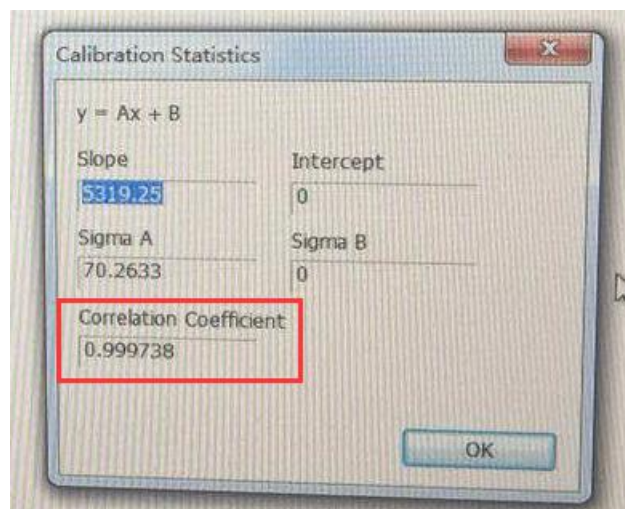 Calibration Statistics
y = Ax + B
Slope Intercept
5319.25 0
Sigma A Sigma B
70.2633 0
Correlation Coefficient
0.999738
OK